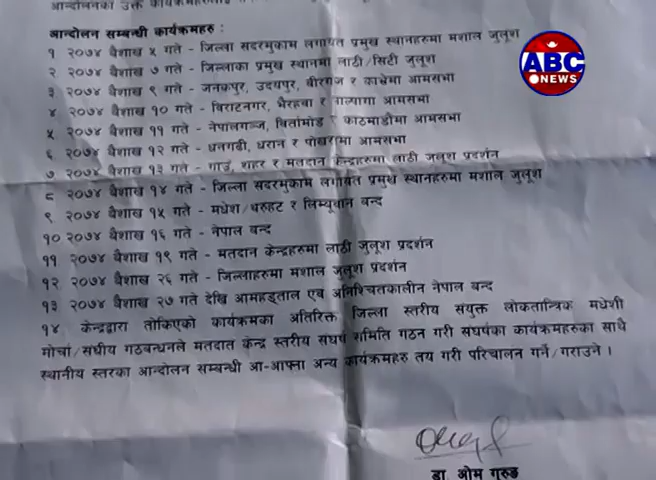 आन्दोलनका उक्त
आन्दोलन सम्बन्धी कार्यक्रमहरु :
१ २०७४ बैशाख ५ गते - जिल्ला सदरमुकाम लगायत प्रमुख स्थानहरुमा मशाल जुलूश
२ २०७४ बैशाख ७ गते - जिल्लाका प्रमुख स्थानमा लाठी/सिटी जुलूश
३ २०७४ बैशाख ९ गते - जनकपुर, उदयपुर, बीरगंज र काभ्रेमा आमसभा
४ २०७४ बैशाख १० गते - बिराटनगर, भैरहवा र पाल्पामा आमसभा
५ २०७४ बैशाख ११ गते - नेपालगञ्ज, बिर्तामोड र काठमाडौमा आमसभा
६ २०७४ बैशाख १२ गते - धनगढी, धरान र पोखरामा आमसभा
७ २०७४ बैशाख १३ गते - गाउँ, शहर र मतदान केन्द्रहरुमा लाठी जुलूश प्रदर्शन
८ २०७४ बैशाख १४ गते - जिल्ला सदरमुकाम लगायत प्रमुख स्थानहरुमा मशाल जुलूश
९ २०७४ बैशाख १५ गते - मधेश/थरुहट र लिम्बूवान बन्द
१० २०७४ बैशाख १६ गते - नेपाल बन्द
११ २०७४ बैशाख १९ गते - मतदान केन्द्रहरुमा लाठी जुलूश प्रदर्शन
१२ २०७४ बैशाख २६ गते - जिल्लाहरुमा मशाल जुलूश प्रदर्शन
१३ २०७४ बैशाख २७ गते देखि आमहड्ताल एवं अनिश्चितकालीन नेपाल बन्द
१४ केन्द्रद्वारा तोकिएको कार्यक्रमका अतिरिक्त जिल्ला स्तरीय संयुक्त लोकतान्त्रिक मधेशी
मोर्चा/संघीय गठबन्धनले मतदात केन्द्र स्तरीय संघर्ष समिति गठन गरी संघर्षका कार्यक्रमहरुका साथै
स्थानीय स्तरका आन्दोलन सम्बन्धी आ-आफ्ना अन्य कार्यक्रमहरु तय गरी परिचालन गर्ने/गराउने ।
डा. ओम गुरुङ
ABC
NEWS